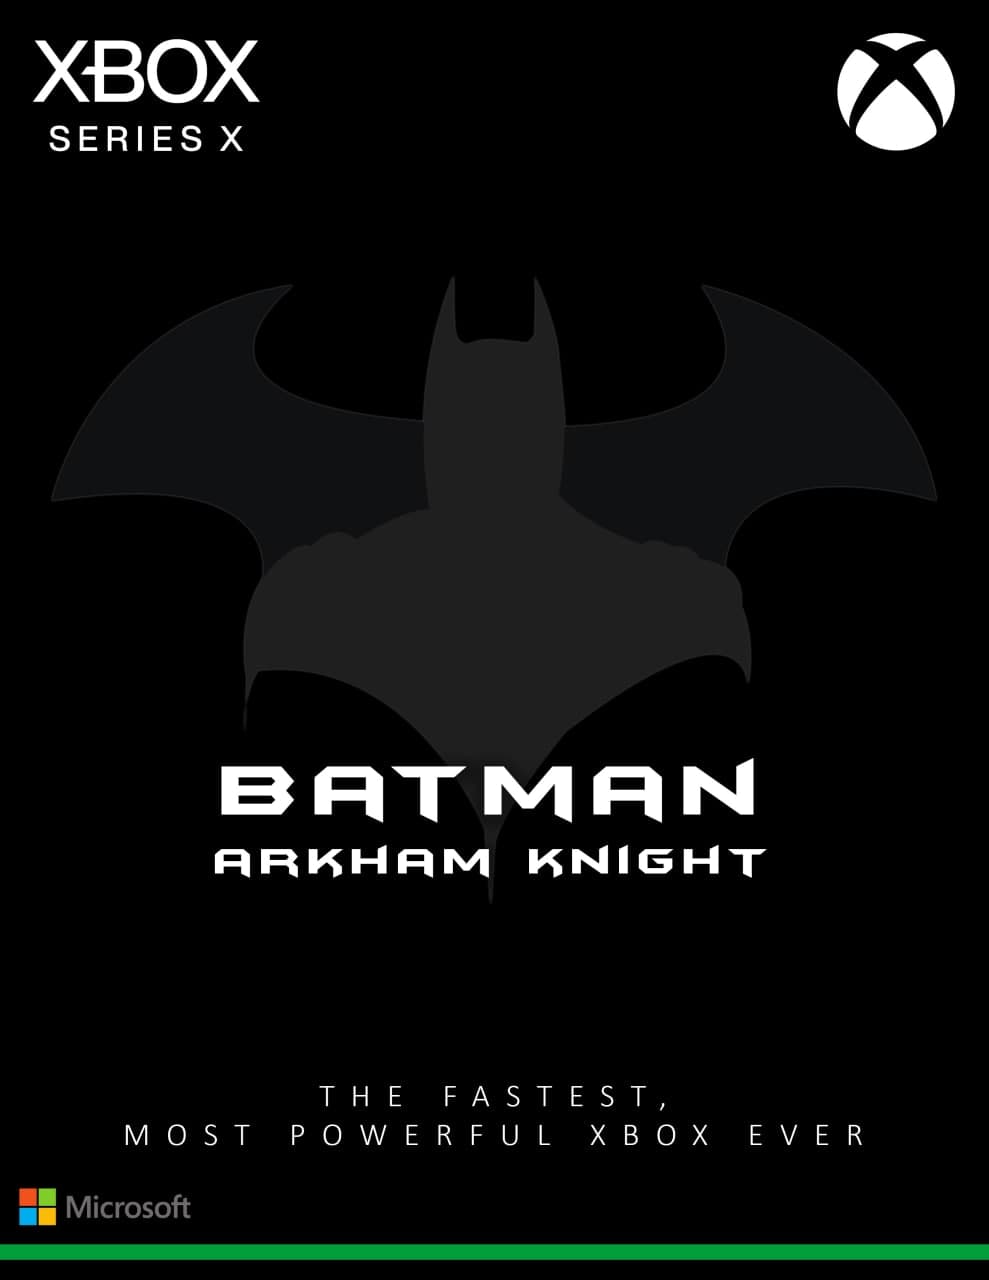 XBOX
SERIES X
BATMAN
ARKHAM KNIGHT
THE FASTEST,
MOST POWERFUL XBOX EVER
Microsoft